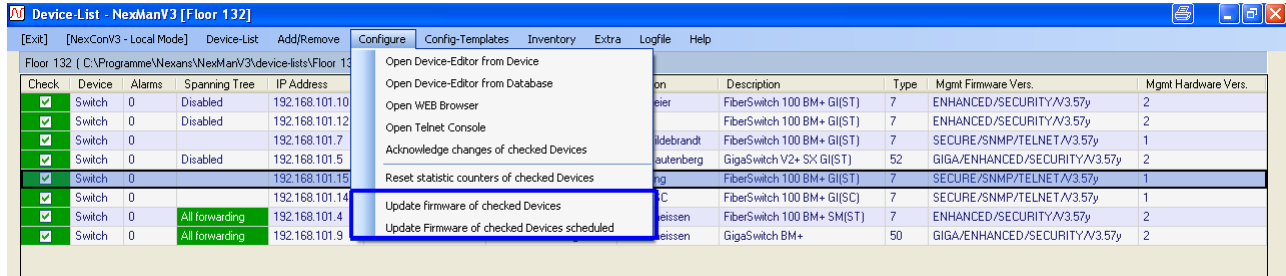 Device-List - NexManV3 [Floor 132]
[Exit] [NexConV3 - Local Mode] Device-List Add/Remove Configure Config-Templates Inventory Extra Logfile Help
Floor 132 ( C:\Programme\Nexans\NexManV3\device-lists\Floor 13
Open Device-Editor from Device
Check Device Alarms Spanning Tree IP Address on Description Type Mgmt Firmware Vers. Mgmt Hardware Vers.
Open Device-Editor from Database
Switch 0 Disabled 192.168.101.10 eier FiberSwitch 100 BM+ GI(ST) 7 ENHANCED/SECURITY/V3.57y 2
Open WEB Browser
Switch 0 Disabled 192.168.101.12 FiberSwitch 100 BM+ GI(ST) 7 ENHANCED/SECURITY/V3.57y 2
Open Telnet Console
Switch 0 192.168.101.7 ildebrandt FiberSwitch 100 BM+ GI(ST) 7 SECURE/SNMP/TELNET/V3.57y 1
Acknowledge changes of checked Devices
Switch 0 Disabled 192.168.101.5 autenberg GigaSwitch V2+ SX GI(ST) 52 GIGA/ENHANCED/SECURITY/V3.57y 2
Reset statistic counters of checked Devices
Switch 0 192.168.101.15 ng FiberSwitch 100 BM+ GI(ST) 7 SECURE/SNMP/TELNET/V3.57y 1
Update firmware of checked Devices
Switch 0 192.168.101.14 SC FiberSwitch 100 BM+ GI(SC) 7 SECURE/SNMP/TELNET/V3.57y 1
Switch 0 All forwarding 192.168.101.4 neissen FiberSwitch 100 BM+ SM(ST) 7 ENHANCED/SECURITY/V3.57y 2
Update Firmware of checked Devices scheduled
Switch 0 All forwarding 192.168.101.9 neissen GigaSwitch BM+ 50 GIGA/ENHANCED/SECURITY/V3.57y 2